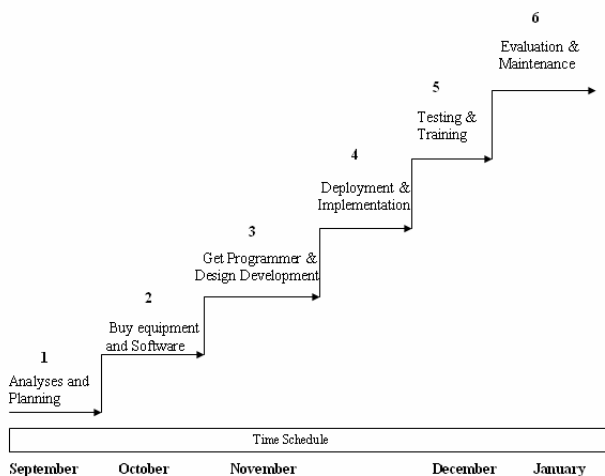 6
Evaluation &
Maintenance
5
Testing &
Training
4
Deployment &
Implementation
3
Get Programmer &
Design Development
2
Buy equipment
and Software
1
Analyses and
Planning
Time Schedule
September October November December January